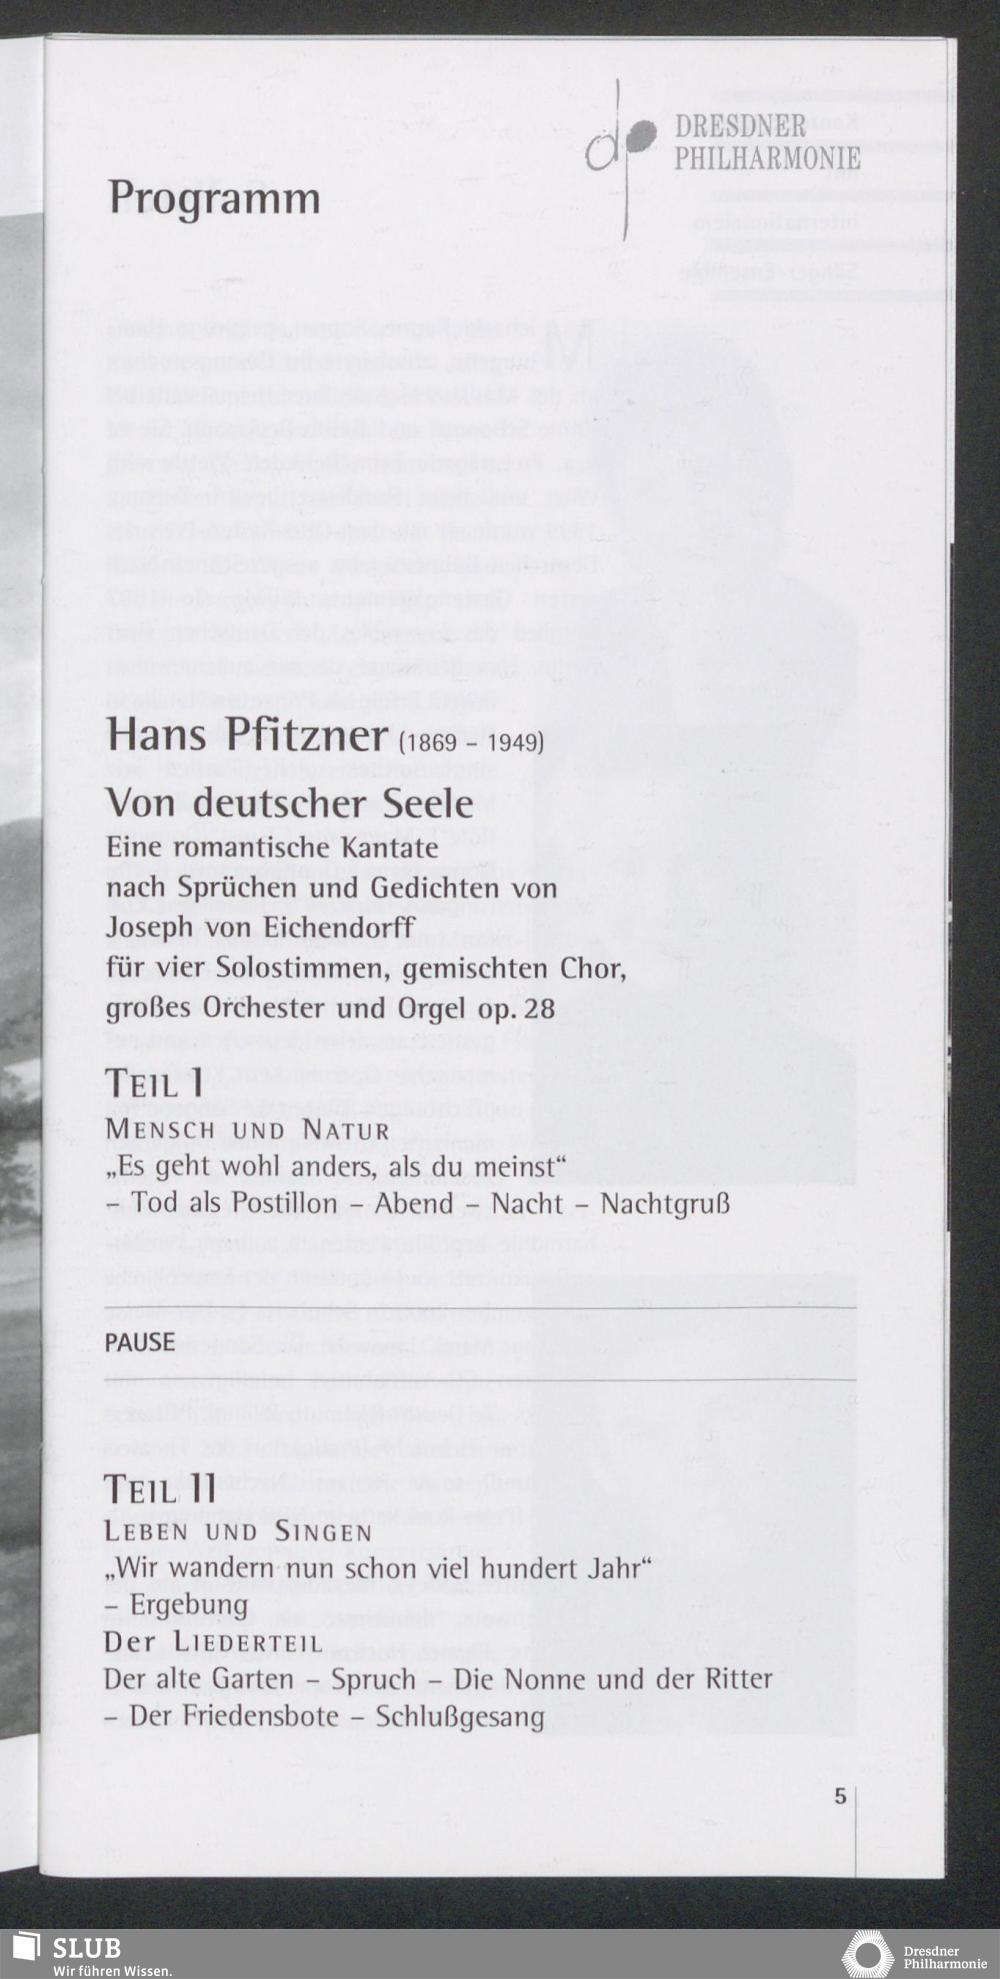 DRESDNER
PHILHARMONIE
Programm
Hans Pfitzner (1869 – 1949)
Von deutscher Seele
Eine romantische Kantate
nach Sprüchen und Gedichten von
Joseph von Eichendorff
für vier Solostimmen, gemischten Chor,
großes Orchester und Orgel op. 28
TEIL I
MENSCH UND NATUR
„Es geht wohl anders, als du meinst“
– Tod als Postillon – Abend – Nacht – Nachtgruß
PAUSE
TEIL II
LEBEN UND SINGEN
„Wir wandern nun schon viel hundert Jahr“
– Ergebung
Der LIEDERTEIL
Der alte Garten – Spruch – Die Nonne und der Ritter
– Der Friedensbote – Schlußgesang
5
SLUB
Wir führen Wissen.
Dresdner
Philharmonie